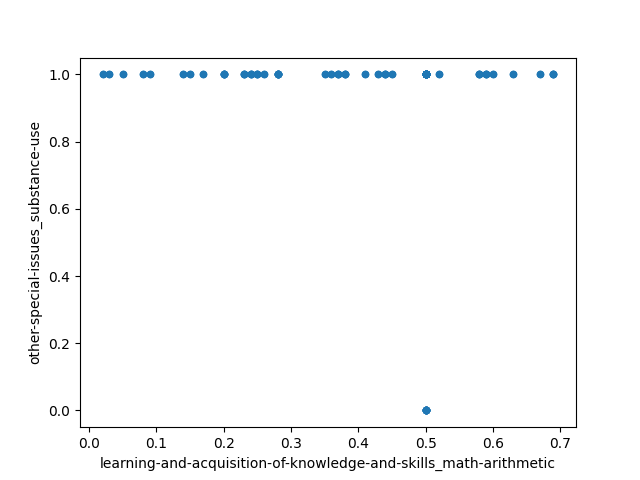 1.0
0.8
0.6
0.4
0.2
0.0
other-special-issues_substance-use
0.0 0.1 0.2 0.3 0.4 0.5 0.6 0.7
learning-and-acquisition-of-knowledge-and-skills_math-arithmetic